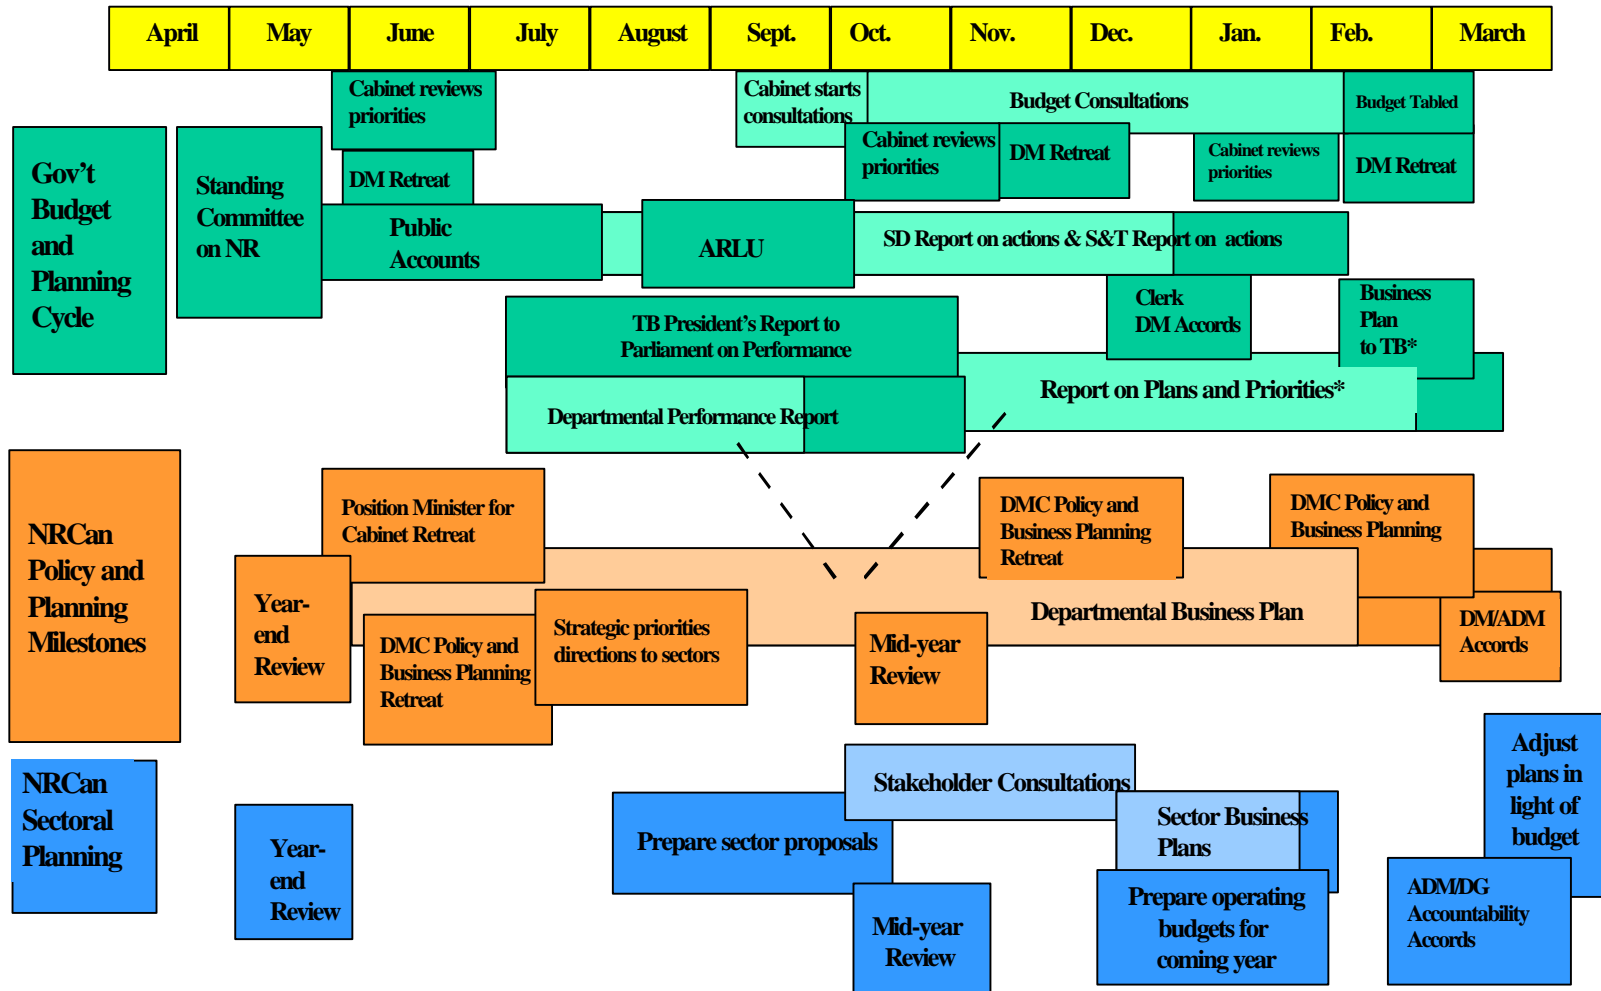 April May June July August Sept. Oct. Nov. Dec. Jan. Feb. March
Cabinet reviews
priorities
Cabinet starts
consultations
Budget Consultations
Budget Tabled
Gov't
Budget
and
Planning
Cycle
Standing
Committee
on NR
DM Retreat
Cabinet reviews
priorities
DM Retreat
Cabinet reviews
priorities
DM Retreat
Public
Accounts
ARLU
SD Report on actions & S&T Report on actions
TB President's Report to
Parliament on Performance
Clerk
DM Accords
Business
Plan
to TB*
Departmental Performance Report
Report on Plans and Priorities*
NRCan
Policy and
Planning
Milestones
Position Minister for
Cabinet Retreat
DMC Policy and
Business Planning
Retreat
DMC Policy and
Business Planning
Year-
end
Review
DMC Policy and
Business Planning
Retreat
Strategic priorities
directions to sectors
Mid-year
Review
Departmental Business Plan
DM/ADM
Accords
NRCan
Sectoral
Planning
Year-
end
Review
Prepare sector proposals
Stakeholder Consultations
Mid-year
Review
Sector Business
Plans
Prepare operating
budgets for
coming year
Adjust
plans in
light of
budget
ADM/DG
Accountability
Accords